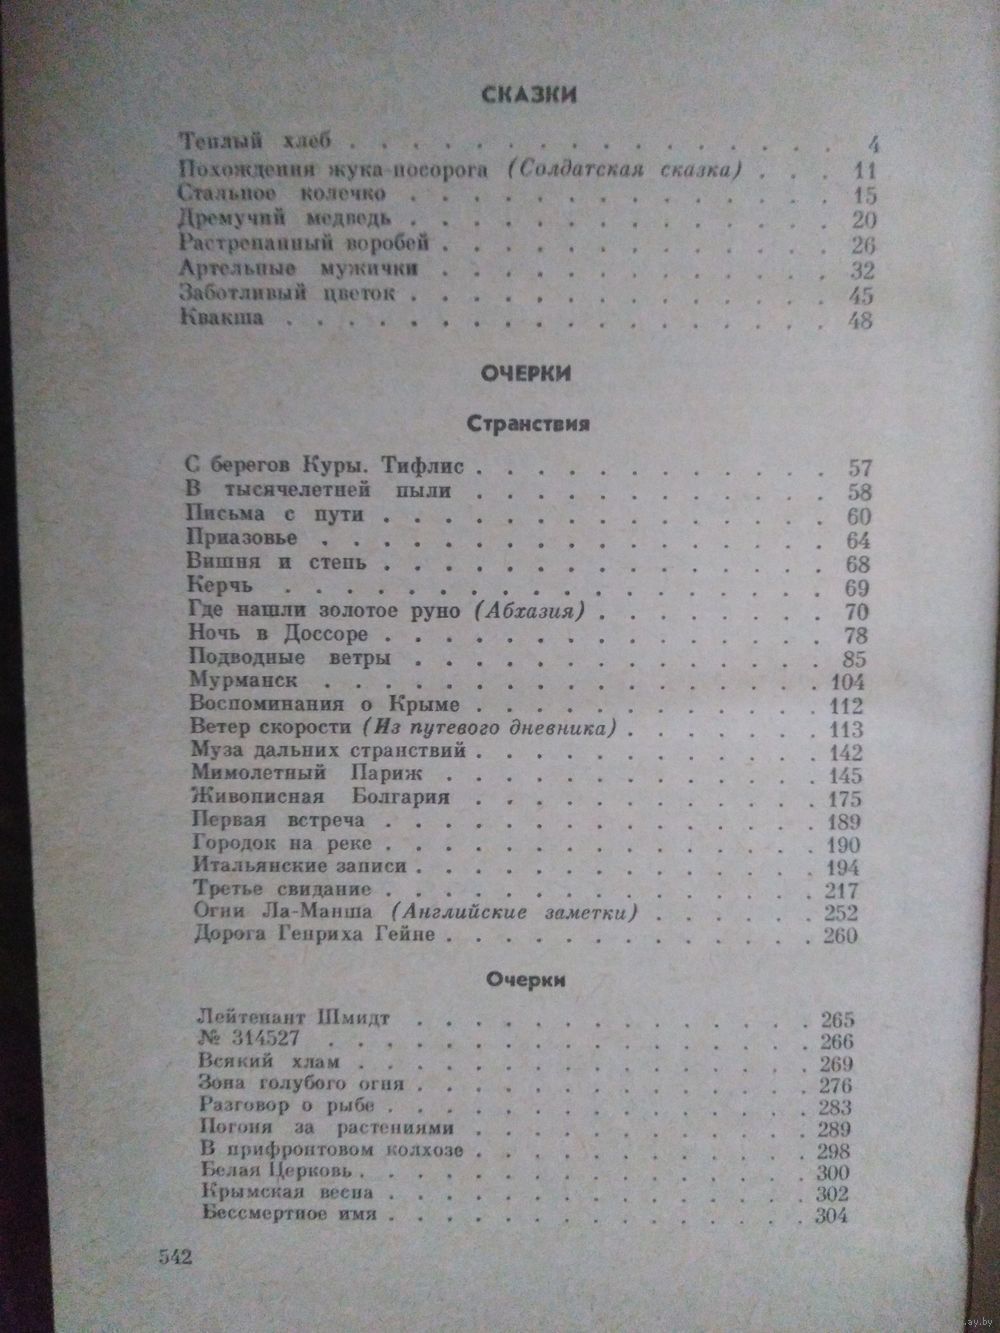 СКАЗКИ
Теплый хлеб . . . . . . . . . . . . . . . . 4
Похождения жука-носорога (Солдатская сказка) . . . 11
Стальное колечко . . . . . . . . . . . . . . 15
Дремучий медведь . . . . . . . . . . . . . . 20
Растрепанный воробей . . . . . . . . . . . . . 26
Артельные мужички . . . . . . . . . . . . . 32
Заботливый цветок . . . . . . . . . . . . . . 45
Квакша . . . . . . . . . . . . . . . . . . 48
ОЧЕРКИ
Странствия
С берегов Куры. Тифлис . . . . . . . . . . . . 57
В тысячелетней пыли . . . . . . . . . . . . 58
Письма с пути . . . . . . . . . . . . . . . 60
Приазовье . . . . . . . . . . . . . . . . . 64
Вишня и степь . . . . . . . . . . . . . . . 68
Керчь . . . . . . . . . . . . . . . . . . 69
Где нашли золотое руно (Абхазия) . . . . . . . . 70
Ночь в Доссоре . . . . . . . . . . . . . . . 78
Подводные ветры . . . . . . . . . . . . . . 85
Мурманск . . . . . . . . . . . . . . . . . 104
Воспоминания о Крыме . . . . . . . . . . . . 112
Ветер скорости (Из путевого дневника) . . . . . . . 113
Муза дальних странствий . . . . . . . . . . . . 142
Мимолетный Париж . . . . . . . . . . . . . 145
Живописная Болгария . . . . . . . . . . . . 175
Первая встреча . . . . . . . . . . . . . . . 189
Городок на реке . . . . . . . . . . . . . . . 190
Итальянские записи . . . . . . . . . . . . . . 194
Третье свидание . . . . . . . . . . . . . . . 217
Огни Ла-Манша (Английские заметки) . . . . . . 252
Дорога Генриха Гейне . . . . . . . . . . . . . 260
Очерки
Лейтенант Шмидт . . . . . . . . . . . . . . 265
№ 314527 . . . . . . . . . . . . . . . . . 266
Всякий хлам . . . . . . . . . . . . . . . . 269
Зона голубого огня . . . . . . . . . . . . . . 276
Разговор о рыбе . . . . . . . . . . . . . . . 283
Погоня за растениями . . . . . . . . . . . . 289
В прифронтовом колхозе . . . . . . . . . . . . 298
Белая Церковь . . . . . . . . . . . . . . . . 300
Крымская весна . . . . . . . . . . . . . . . 302
Бессмертное имя . . . . . . . . . . . . . . . 304
542
.ay.by